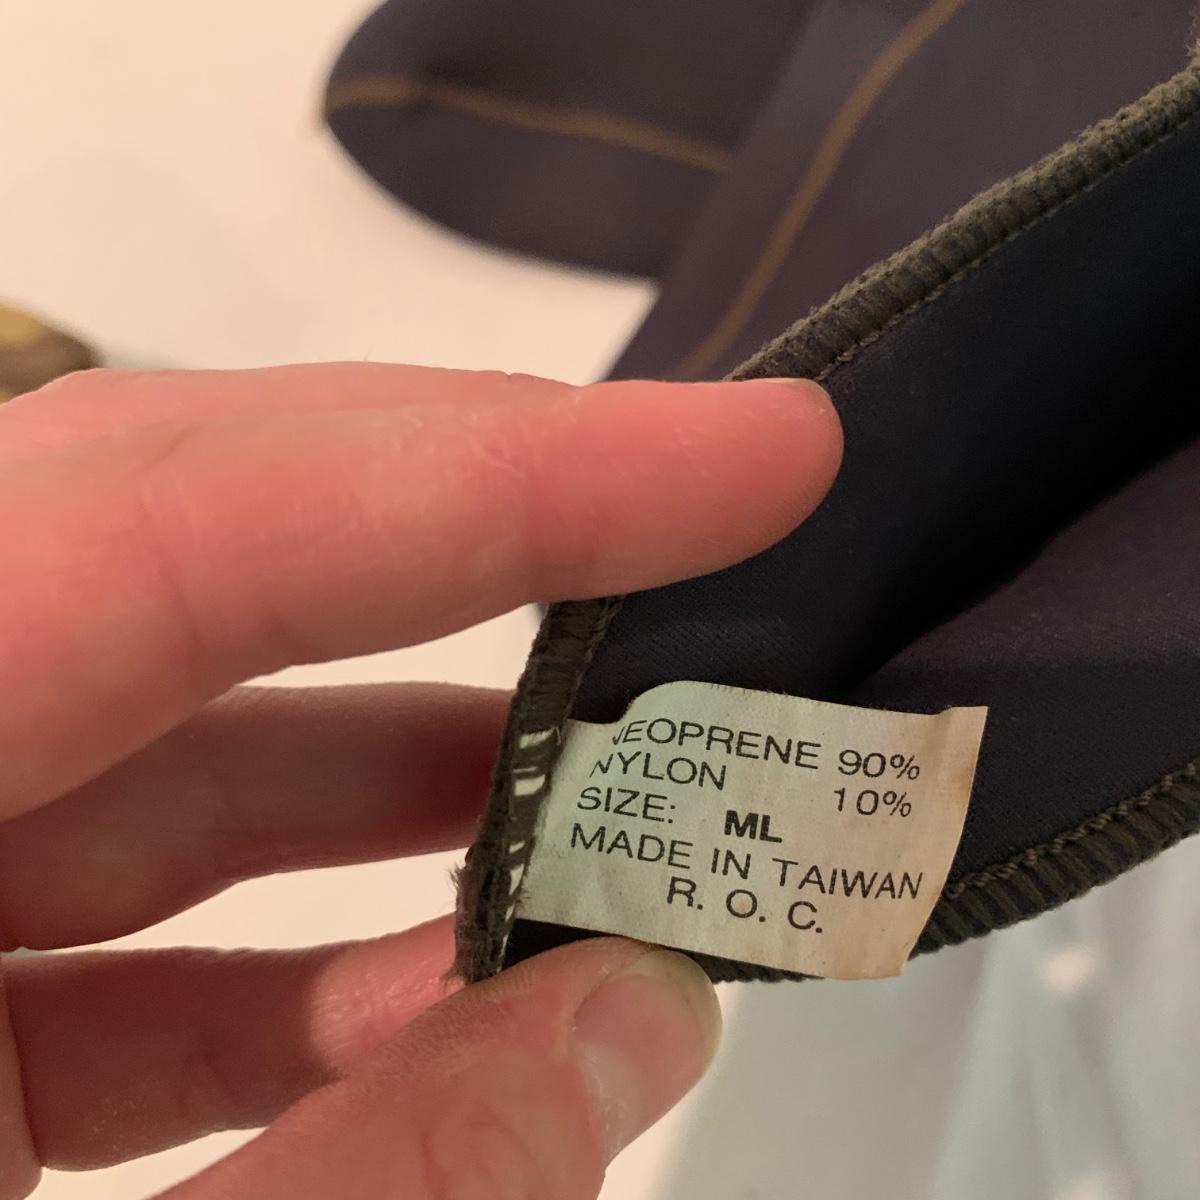 NEOPRENE 90%
NYLON 10%
SIZE: ML
MADE IN TAIWAN
R. O. C.